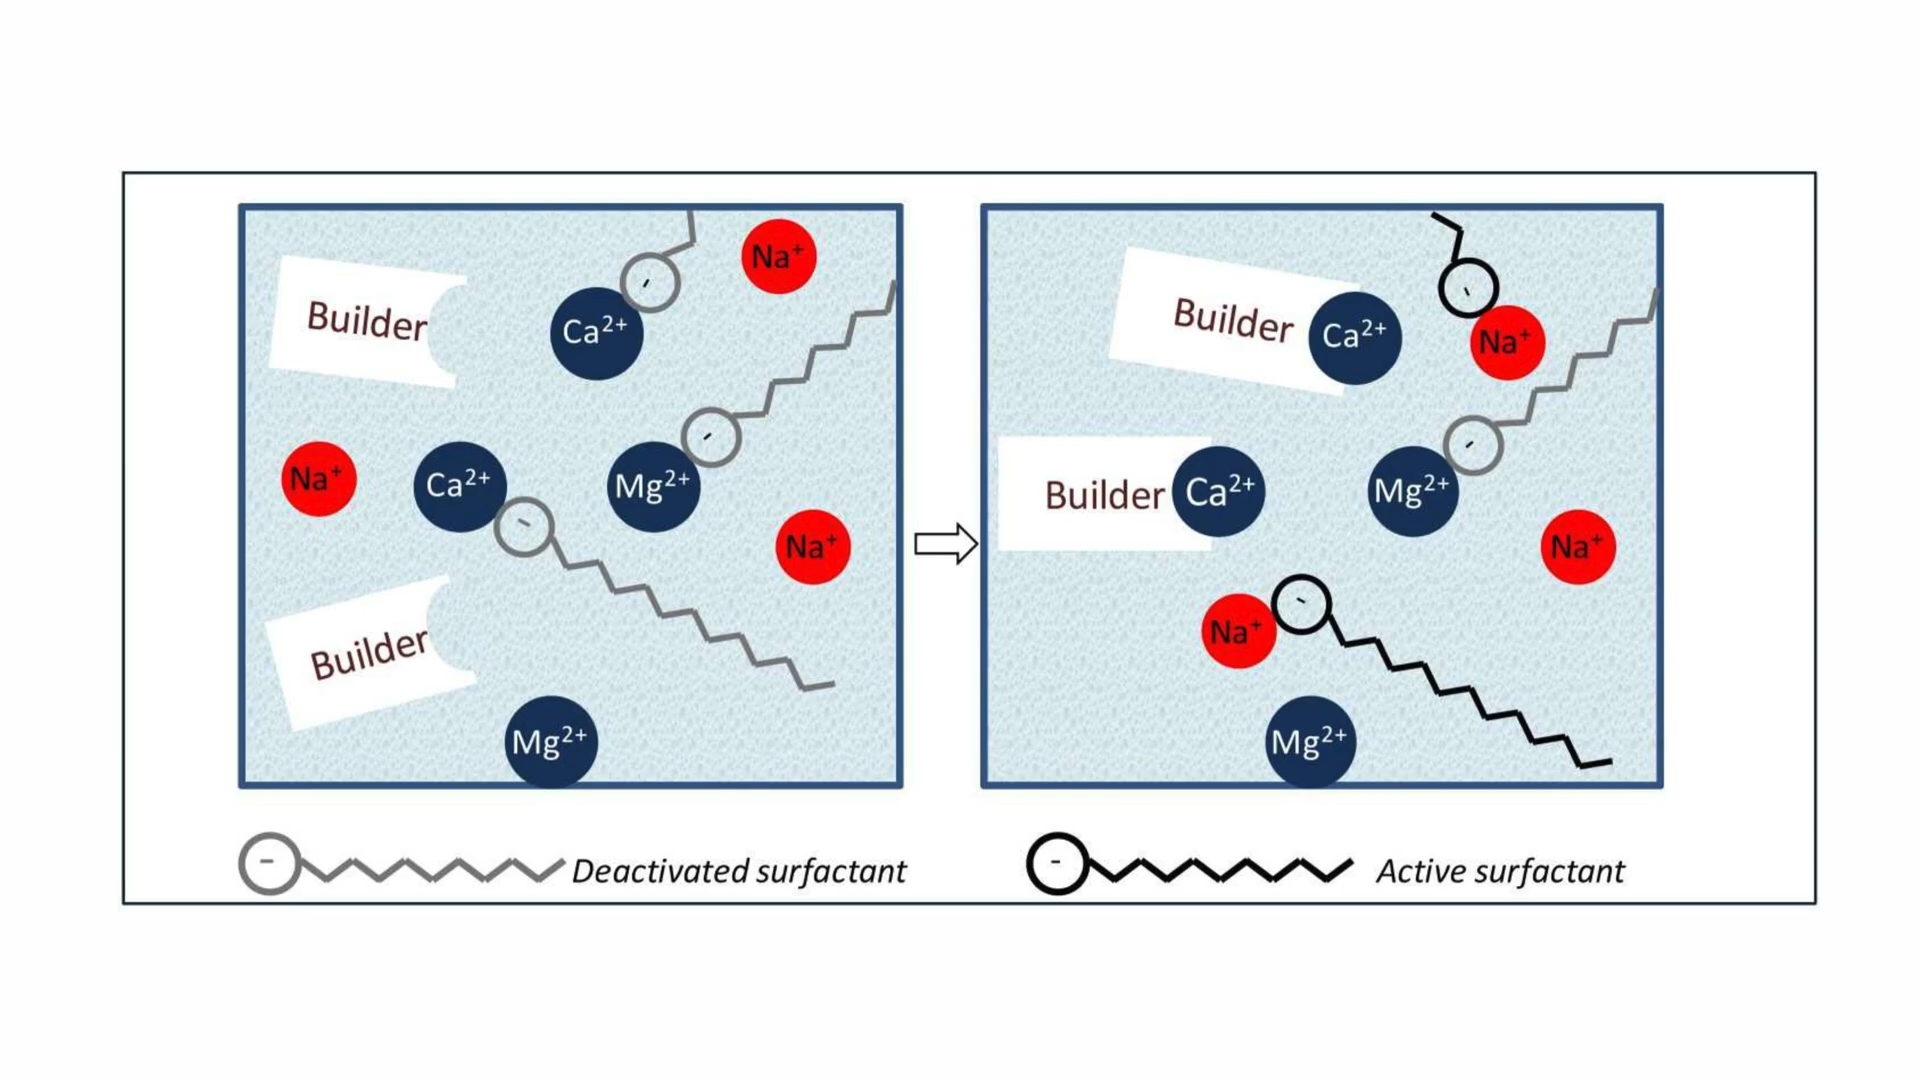 Na⁺
Builder
Ca²⁺
-
Na⁺
Ca²⁺
Mg²⁺
-
-
Na⁺
Builder
Mg²⁺
Builder
Ca²⁺
-
Na⁺
Builder
Ca²⁺
Mg²⁺
-
Na⁺
Na⁺
-
Mg²⁺
- Deactivated surfactant
- Active surfactant